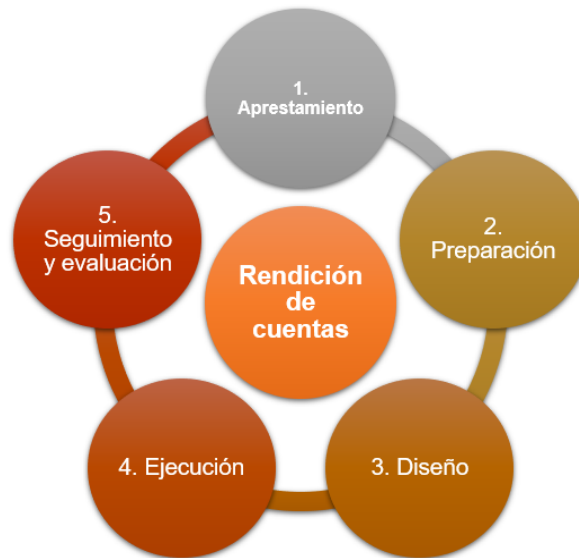 1.
Aprestamiento
2.
Preparación
3. Diseño
4. Ejecución
5.
Seguimiento
y evaluación
Rendición
de
cuentas